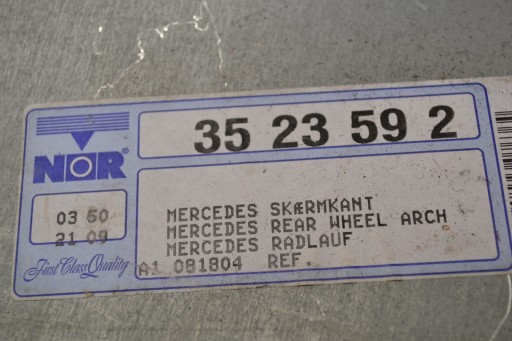 NOR
35 23 59 2
03 50
21 09
First Class Quality
MERCEDES SKÆRMKANT
MERCEDES REAR WHEEL ARCH
MERCEDES RADLAUF
A1 081804 REF.